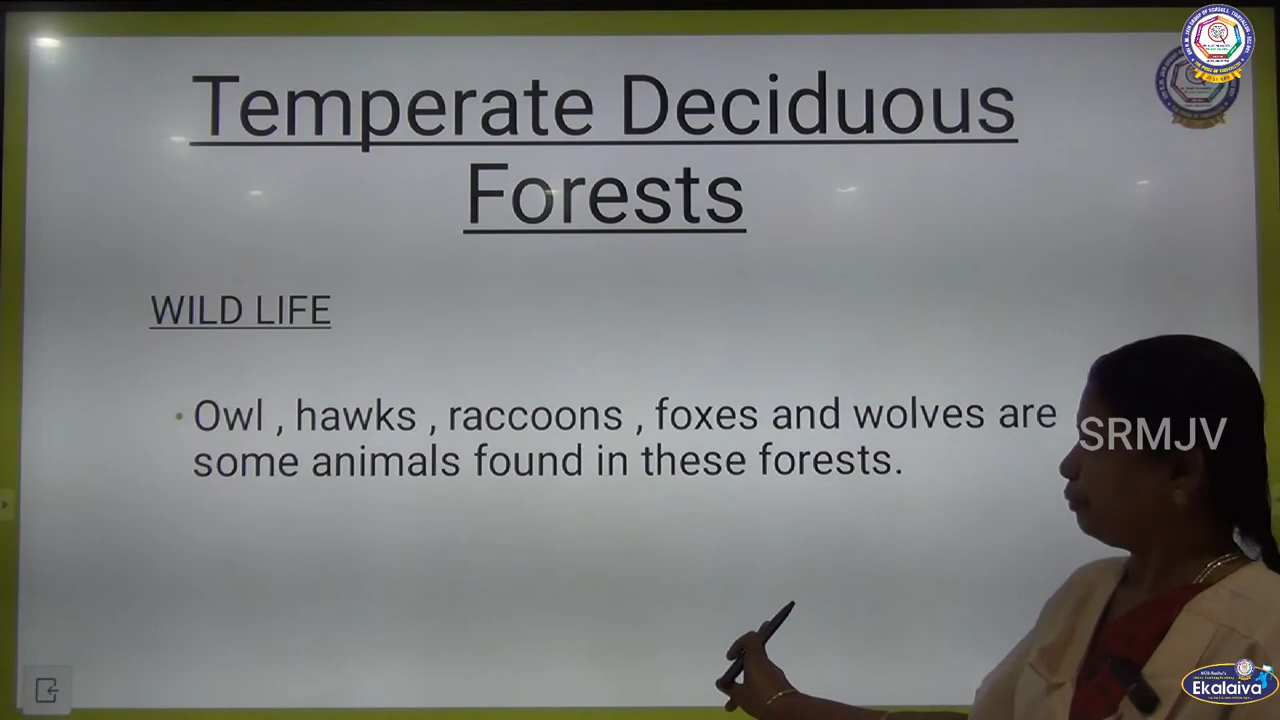 Temperate Deciduous
Forests
WILD LIFE
• Owl , hawks , raccoons , foxes and wolves are
some animals found in these forests.
SRMJV
Ekalaiva